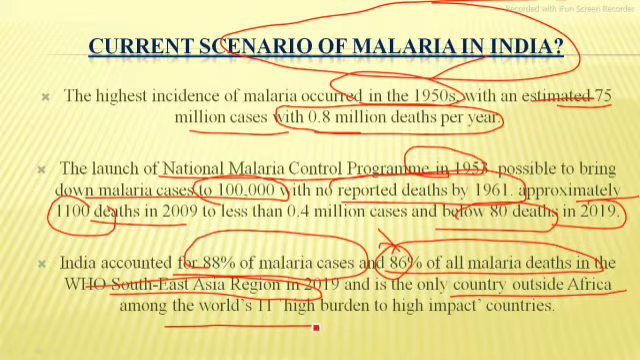 Recorded with iFun Screen Recorder
CURRENT SCENARIO OF MALARIA IN INDIA?
The highest incidence of malaria occurred in the 1950s, with an estimated 75
million cases with 0.8 million deaths per year.
The launch of National Malaria Control Programme in 1953 possible to bring
down malaria cases to 100,000 with no reported deaths by 1961. approximately
1100 deaths in 2009 to less than 0.4 million cases and below 80 deaths in 2019.
India accounted for 88% of malaria cases and 86% of all malaria deaths in the
WHO South-East Asia Region in 2019 and is the only country outside Africa
among the world's 11 'high burden to high impact' countries.